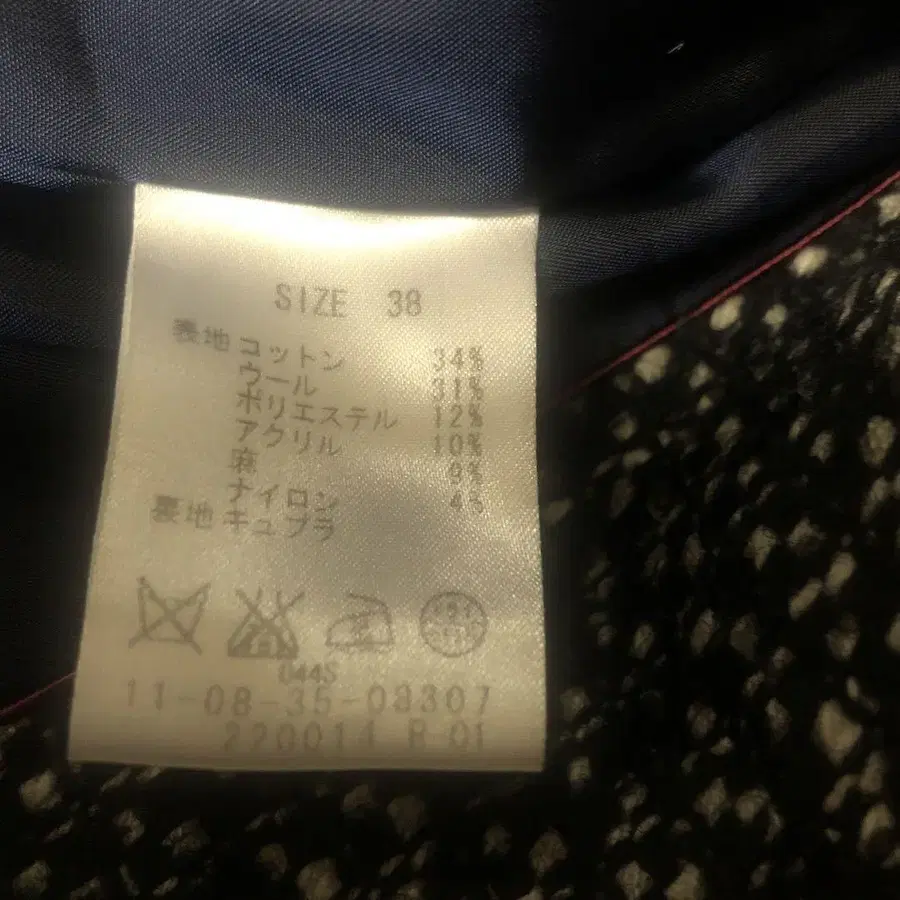 SIZE 38
表地 コットン 34%
ウール 31%
ポリエステル 12%
アクリル 10%
麻 9%
ナイロン 4%
裏地 キュプラ
044S
11-08-35-03307
220014 R 01